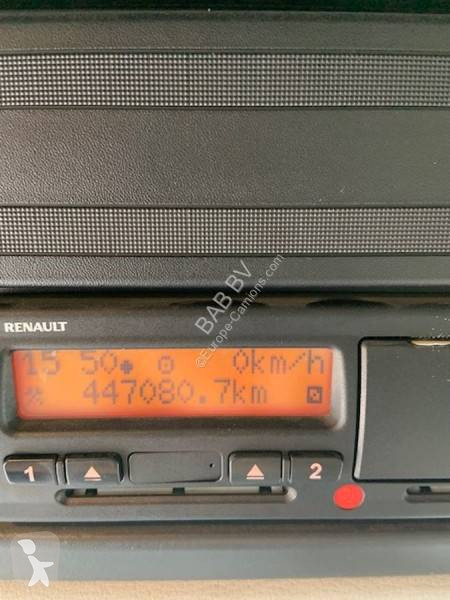 BAB BV
©Europe-Camions.com
RENAULT
15 50 0km/h
447080.7km
1 2